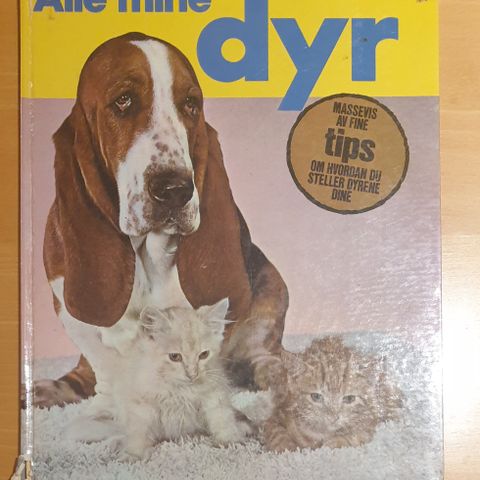 Alle mine
dyr
MASSEVIS
AV FINE
tips
OM HVORDAN DU
STELLER DYRENE
DINE